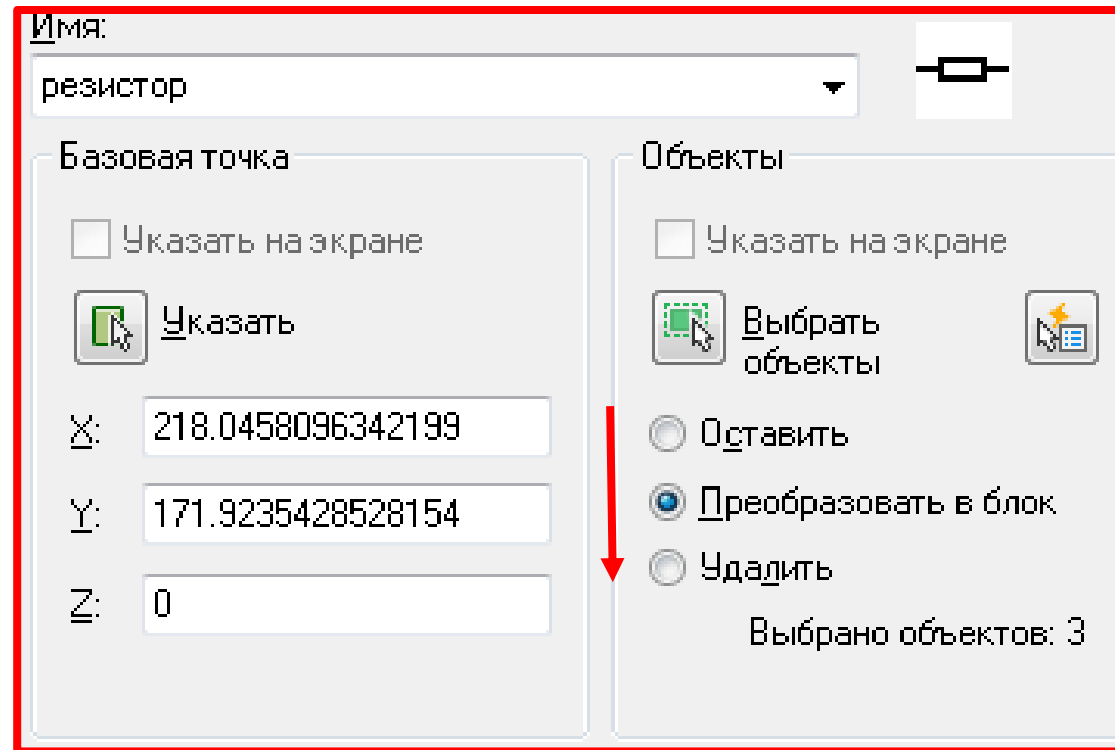 Имя:
резистор
Базовая точка
Указать на экране
Указать
X: 218.0458096342199
Y: 171.9235428528154
Z: 0
Объекты
Указать на экране
Выбрать
объекты
Оставить
Преобразовать в блок
Удалить
Выбрано объектов: 3